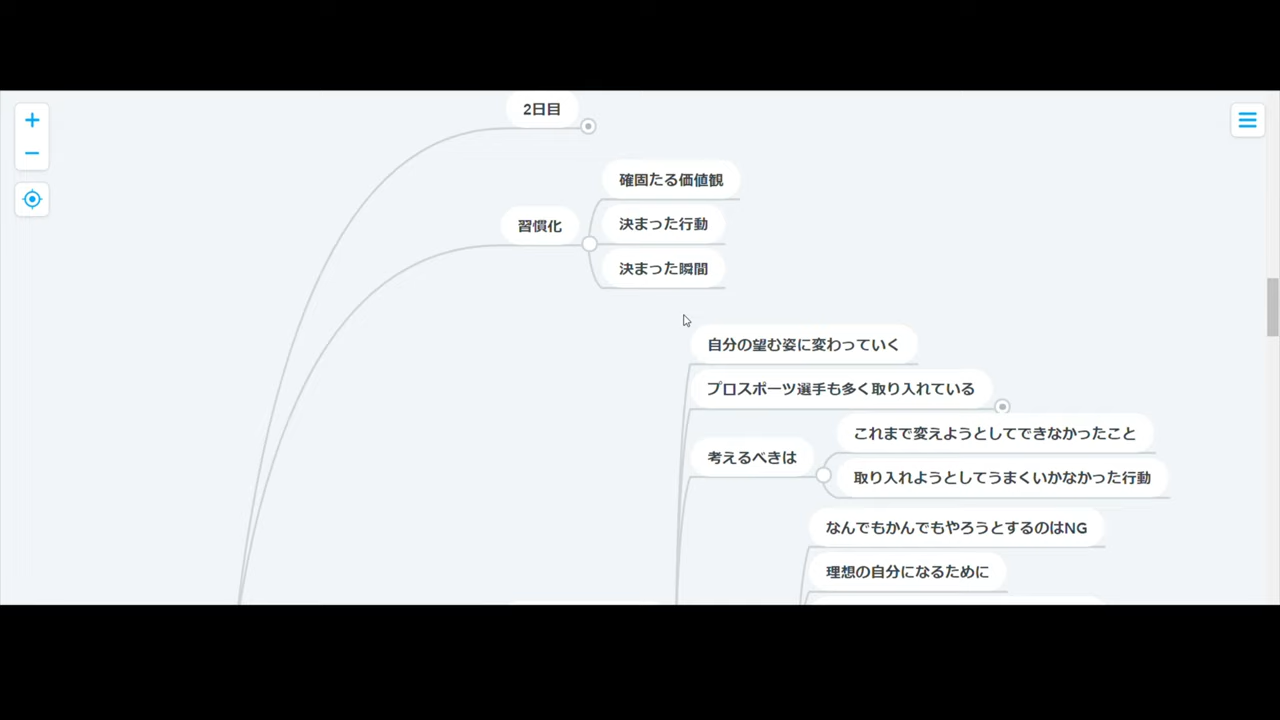 2日目
習慣化
確固たる価値観
決まった行動
決まった瞬間
自分の望む姿に変わっていく
プロスポーツ選手も多く取り入れている
考えるべきは
これまで変えようとしてできなかったこと
取り入れようとしてうまくいかなかった行動
なんでもかんでもやろうとするのはNG
理想の自分になるために